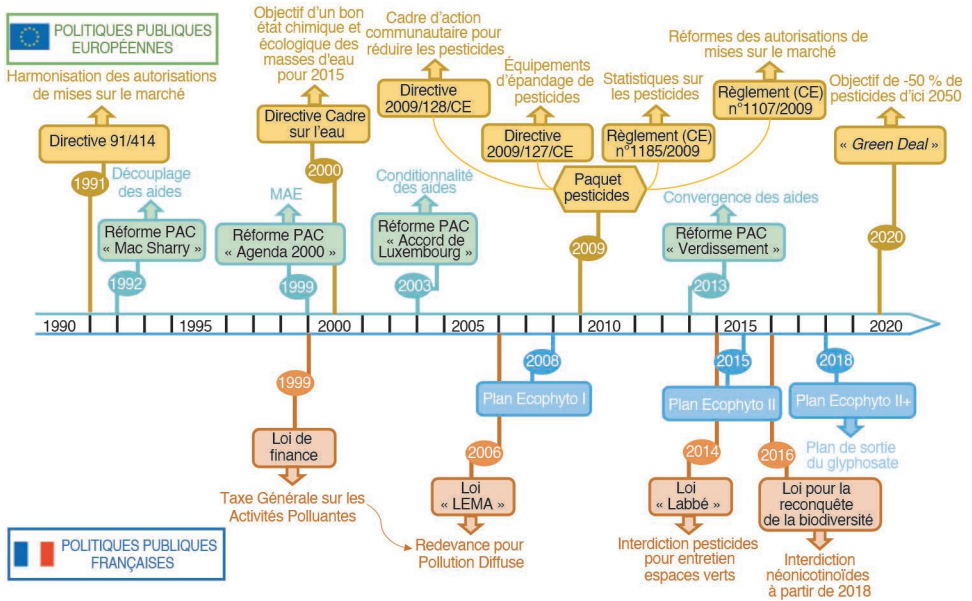 POLITIQUES PUBLIQUES
EUROPÉENNES
Harmonisation des autorisations
de mises sur le marché
Directive 91/414
1991
Objectif d'un bon
état chimique et
écologique des
masses d'eau
pour 2015
Directive Cadre
sur l'eau
2000
Cadre d'action
communautaire pour
réduire les pesticides
Directive
2009/128/CE
Équipements
d'épandage de
pesticides
Directive
2009/127/CE
Statistiques sur
les pesticides
Règlement (CE)
n°1185/2009
Réformes des autorisations de
mises sur le marché
Règlement (CE)
n°1107/2009
Paquet
pesticides
2009
Objectif de -50 % de
pesticides d'ici 2050
« Green Deal »
2020
Découplage
des aides
Réforme PAC
« Mac Sharry »
1992
MAE
Réforme PAC
« Agenda 2000 »
1999
Conditionnalité
des aides
Réforme PAC
« Accord de
Luxembourg »
2003
Convergence des aides
Réforme PAC
« Verdissement »
2013
1990 1995 2000 2005 2010 2015 2020
1999
Loi de
finance
Taxe Générale sur les
Activités Polluantes
2006
Loi
« LEMA »
Redevance pour
Pollution Diffuse
2008
Plan Ecophyto I
2014
Loi
« Labbé »
Interdiction pesticides
pour entretien
espaces verts
2015
Plan Ecophyto II
2016
Loi pour la
reconquête
de la biodiversité
Interdiction
néonicotinoïdes
à partir de 2018
2018
Plan Ecophyto II+
Plan de sortie
du glyphosate
POLITIQUES PUBLIQUES
FRANÇAISES